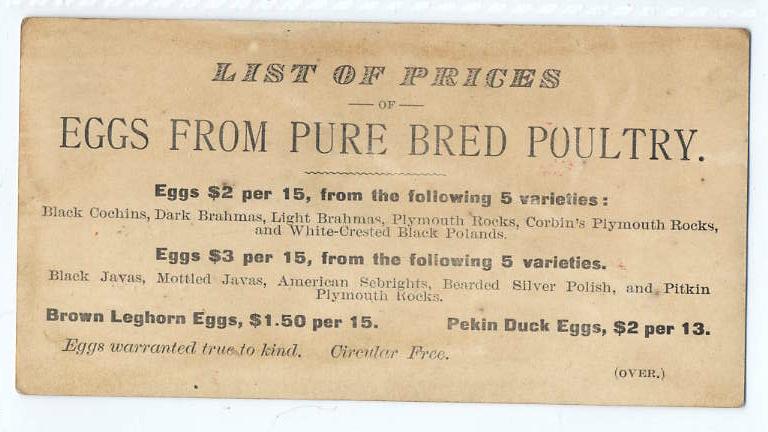 LIST OF PRICES
— OF —
EGGS FROM PURE BRED POULTRY.
Eggs $2 per 15, from the following 5 varieties:
Black Cochins, Dark Brahmas, Light Brahmas, Plymouth Rocks, Corbin's Plymouth Rocks,
and White-Crested Black Polands.
Eggs $3 per 15, from the following 5 varieties.
Black Javas, Mottled Javas, American Sebrights, Bearded Silver Polish, and Pitkin
Plymouth Rocks.
Brown Leghorn Eggs, $1.50 per 15. Pekin Duck Eggs, $2 per 13.
Eggs warranted true to kind. Circular Free.
(OVER.)